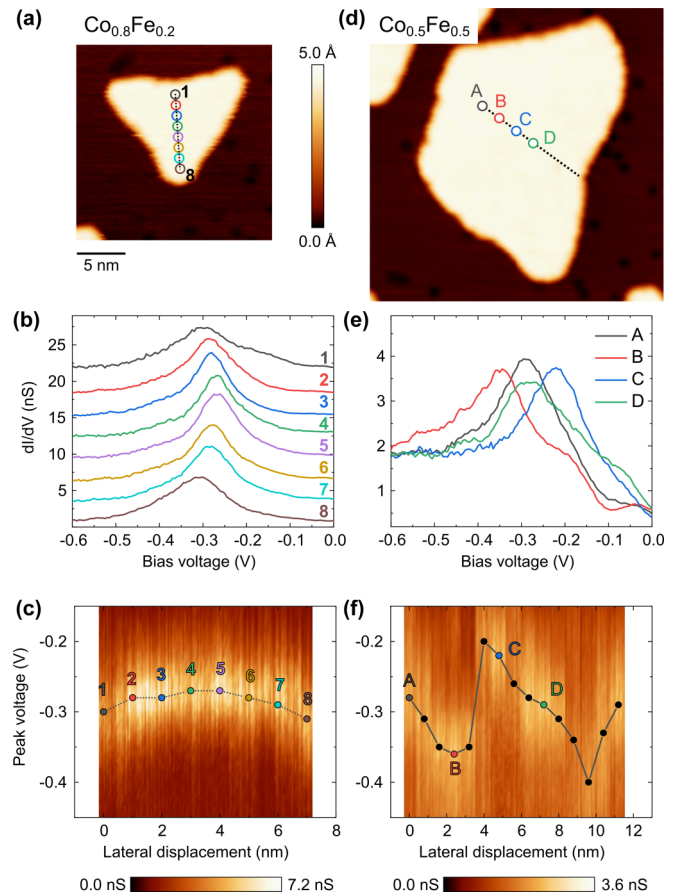 (a)
Co0.8Fe0.2
1
8
5 nm
5.0 Å
0.0 Å
(d)
Co0.5Fe0.5
A
B
C
D
(b)
dI/dV (nS)
25
20
15
10
5
1
2
3
4
5
6
7
8
-0.6 -0.5 -0.4 -0.3 -0.2 -0.1 0.0
Bias voltage (V)
(e)
4
3
2
1
A
B
C
D
-0.6 -0.5 -0.4 -0.3 -0.2 -0.1 0.0
Bias voltage (V)
(c)
Peak voltage (V)
-0.2
-0.3
-0.4
1
2
3
4
5
6
7
8
0 2 4 6 8
Lateral displacement (nm)
0.0 nS 7.2 nS
(f)
-0.2
-0.3
-0.4
A
B
C
D
0 2 4 6 8 10 12
Lateral displacement (nm)
0.0 nS 3.6 nS